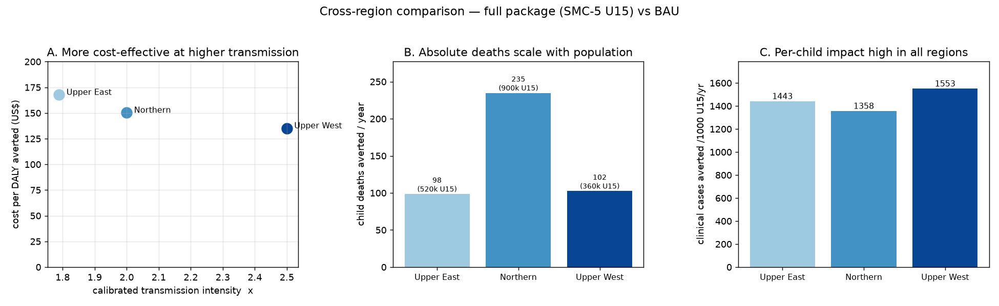 Cross-region comparison — full package (SMC-5 U15) vs BAU
A. More cost-effective at higher transmission
cost per DALY averted (US$)
200
175
150
125
100
75
50
25
0
Upper East
Northern
Upper West
1.8 1.9 2.0 2.1 2.2 2.3 2.4 2.5
calibrated transmission intensity x
B. Absolute deaths scale with population
child deaths averted / year
250
200
150
100
50
0
98
(520k U15)
235
(900k U15)
102
(360k U15)
Upper East Northern Upper West
C. Per-child impact high in all regions
clinical cases averted /1000 U15/yr
1600
1400
1200
1000
800
600
400
200
0
1443
1358
1553
Upper East Northern Upper West